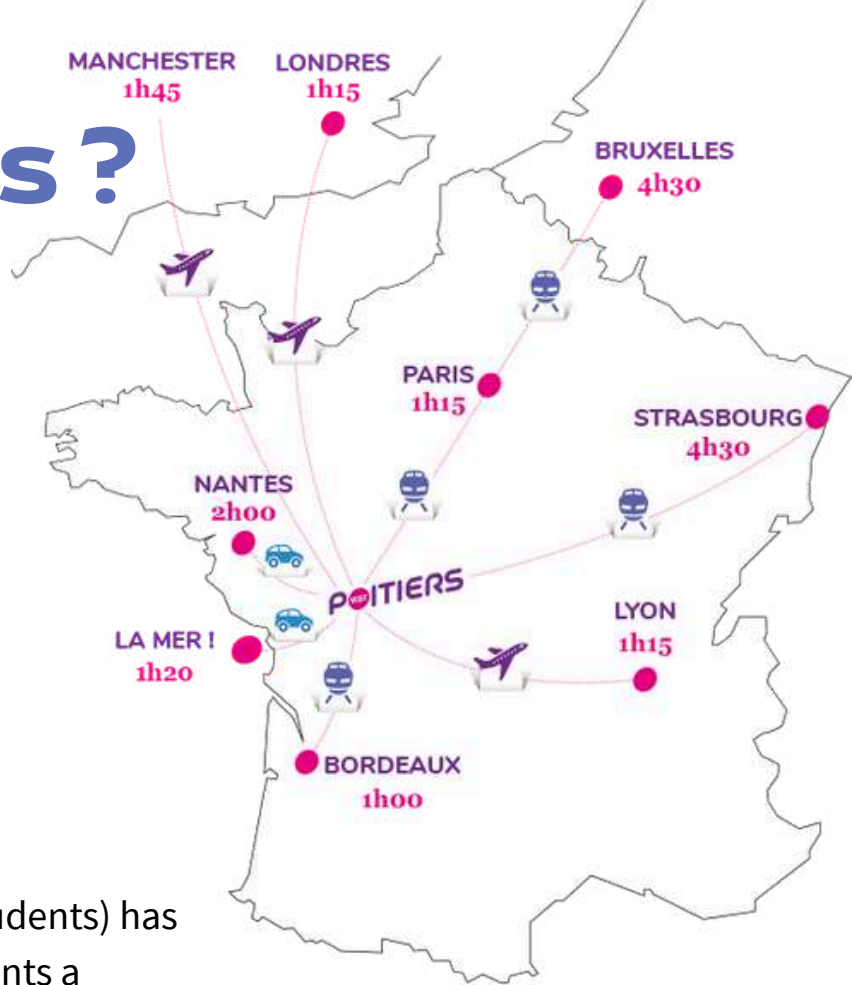 MANCHESTER
1h45
LONDRES
1h15
s ?
BRUXELLES
4h30
PARIS
1h15
STRASBOURG
4h30
NANTES
2h00
POITIERS
LYON
1h15
LA MER !
1h20
BORDEAUX
1h00
udents) has
nts a